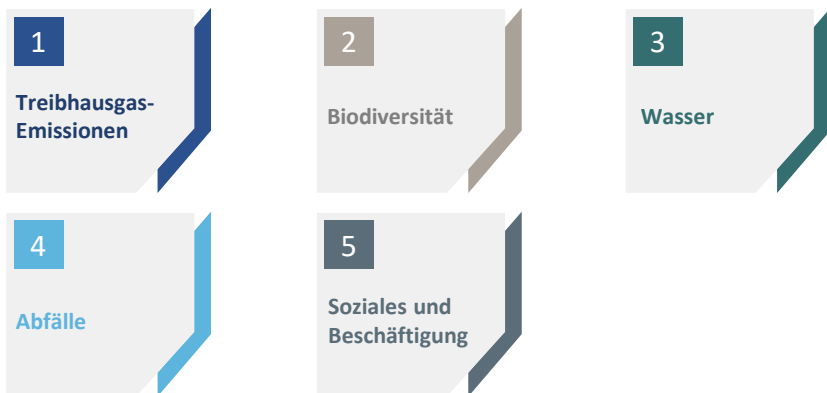 1
Treibhausgas-
Emissionen
2
Biodiversität
3
Wasser
4
Abfälle
5
Soziales und
Beschäftigung